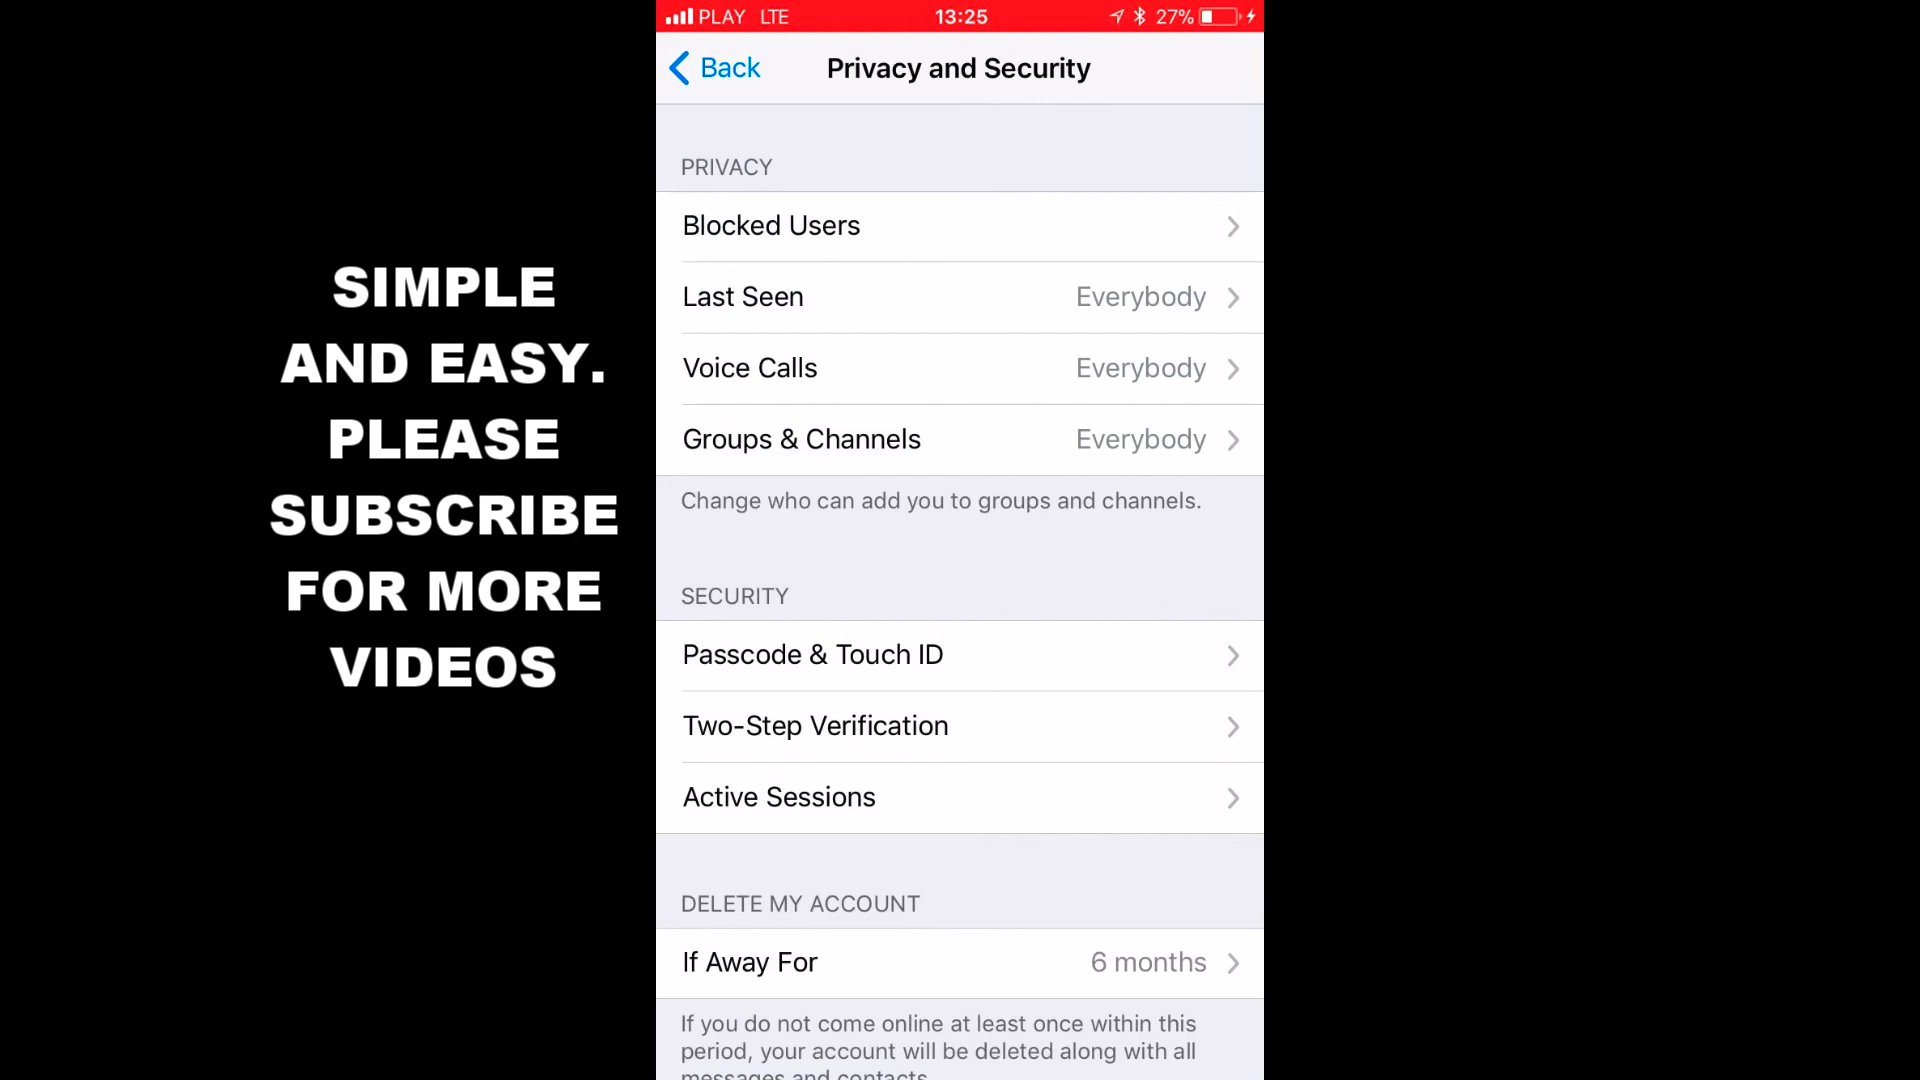 SIMPLE
AND EASY.
PLEASE
SUBSCRIBE
FOR MORE
VIDEOS
PLAY LTE 13:25 27%
Back Privacy and Security
PRIVACY
Blocked Users
Last Seen Everybody
Voice Calls Everybody
Groups & Channels Everybody
Change who can add you to groups and channels.
SECURITY
Passcode & Touch ID
Two-Step Verification
Active Sessions
DELETE MY ACCOUNT
If Away For 6 months
If you do not come online at least once within this
period, your account will be deleted along with all
messages and contacts.